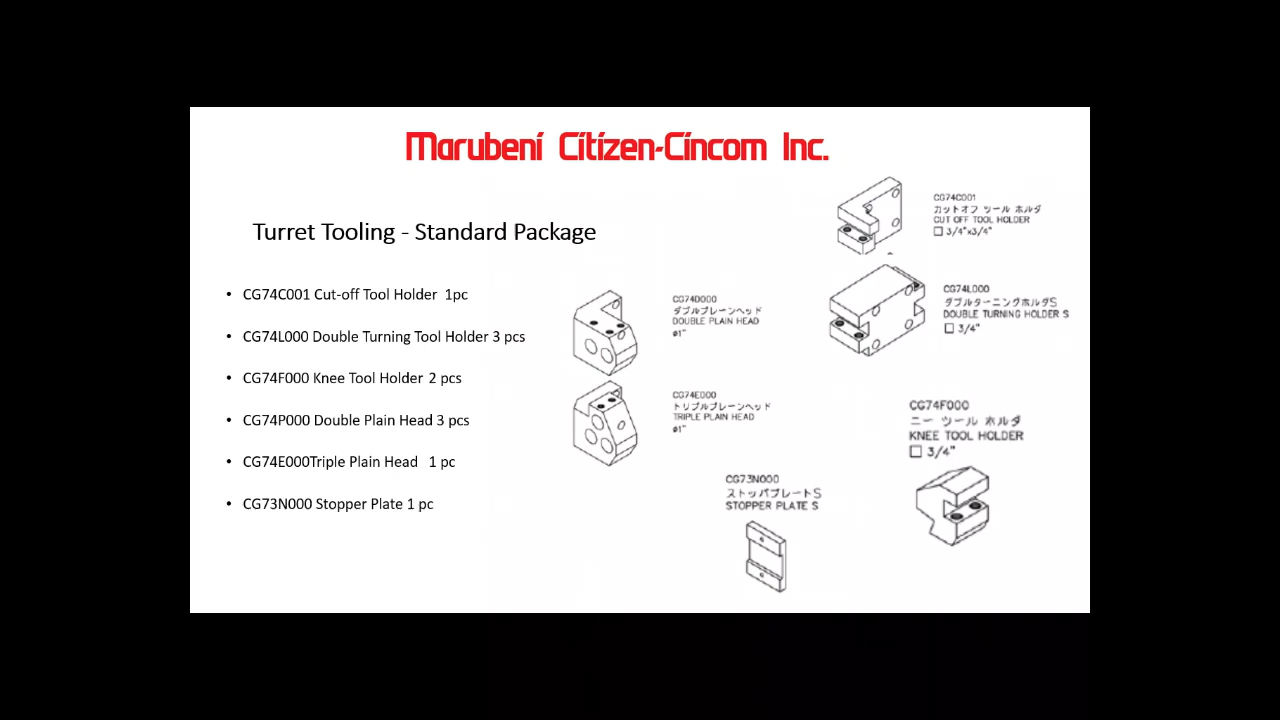 Marubeni Citizen-Cincom Inc.
Turret Tooling - Standard Package
• CG74C001 Cut-off Tool Holder 1pc
• CG74L000 Double Turning Tool Holder 3 pcs
• CG74F000 Knee Tool Holder 2 pcs
• CG74P000 Double Plain Head 3 pcs
• CG74E000Triple Plain Head 1 pc
• CG73N000 Stopper Plate 1 pc
CG74D000
ダブルプレーンヘッド
DOUBLE PLAIN HEAD
ø1"
CG74E000
トリプルプレーンヘッド
TRIPLE PLAIN HEAD
ø1"
CG73N000
ストッパプレートS
STOPPER PLATE S
CG74C001
カットオフ ツール ホルダ
CUT OFF TOOL HOLDER
□ 3/4"x3/4"
CG74L000
ダブルターニングホルダS
DOUBLE TURNING HOLDER S
□ 3/4"
CG74F000
ニー ツール ホルダ
KNEE TOOL HOLDER
□ 3/4"